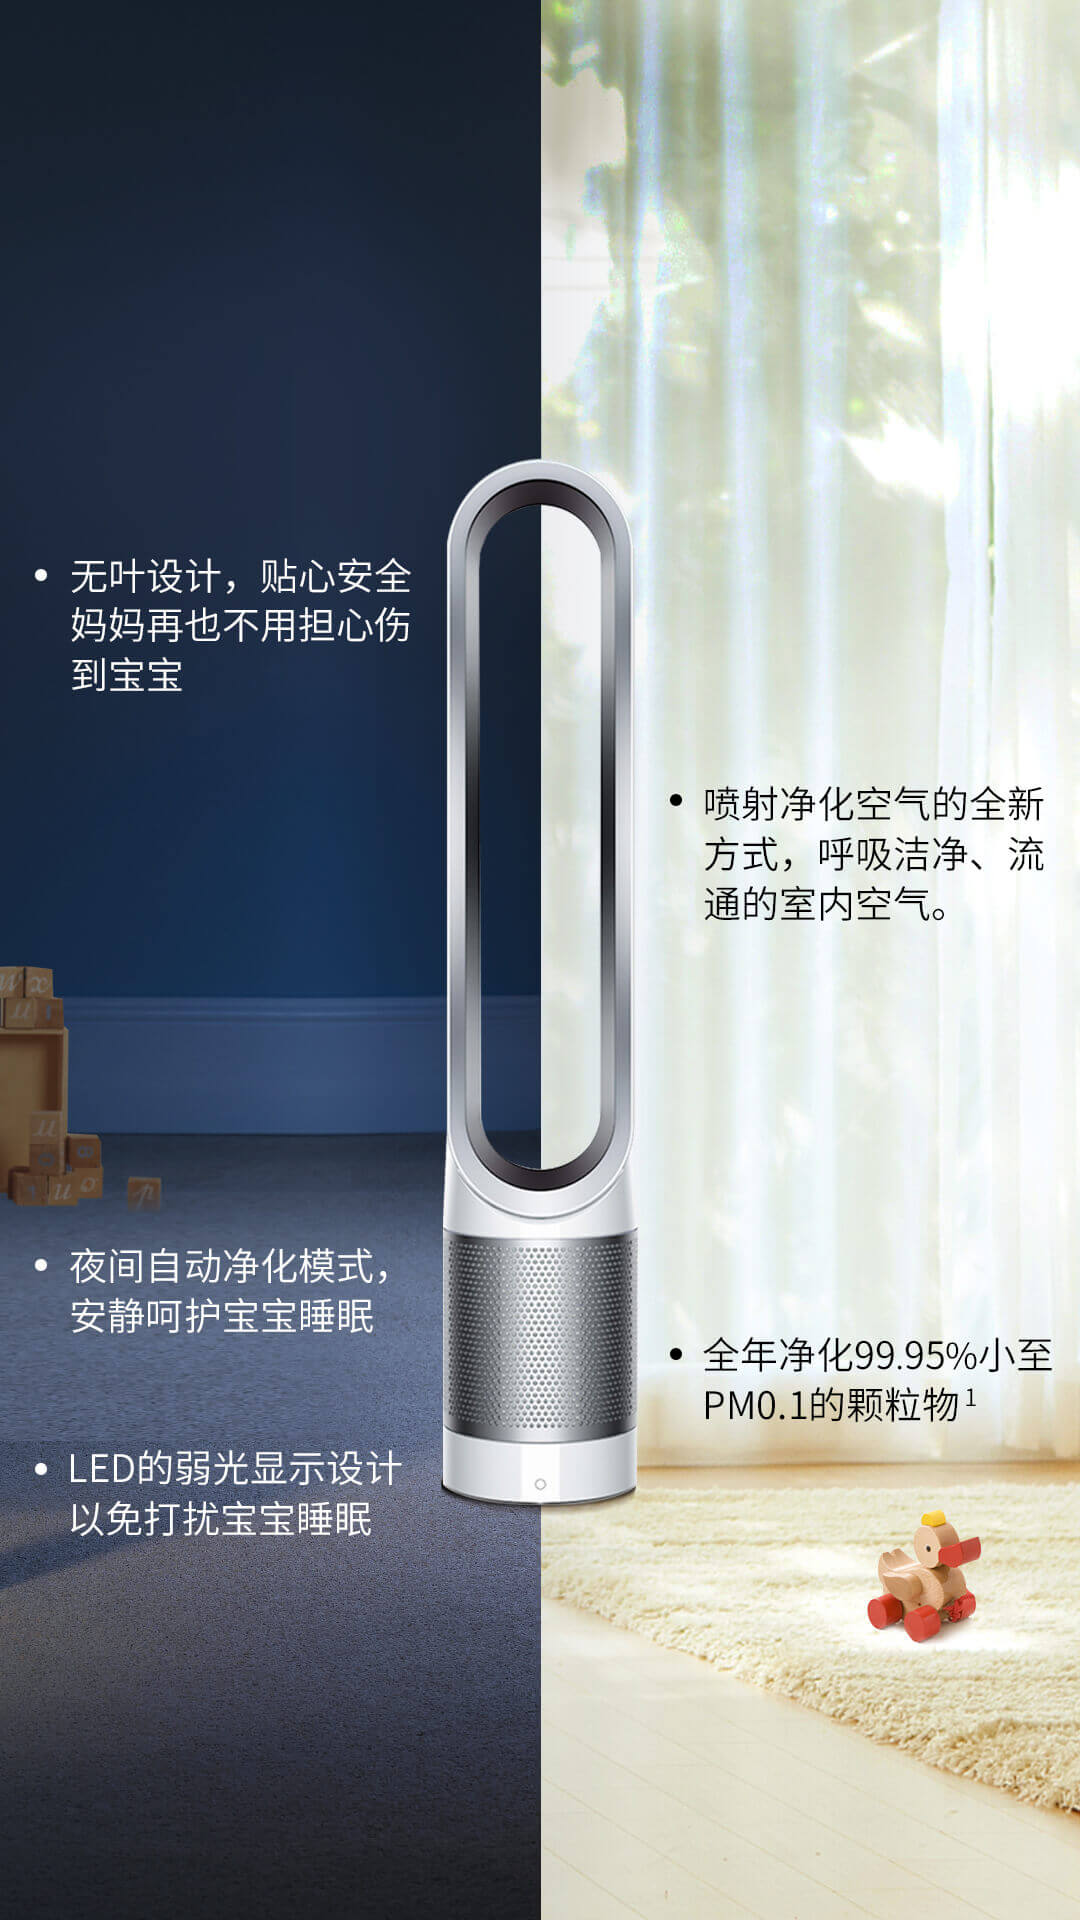 • 无叶设计，贴心安全
妈妈再也不用担心伤
到宝宝
• 喷射净化空气的全新
方式，呼吸洁净、流
通的室内空气。
• 夜间自动净化模式，
安静呵护宝宝睡眠
• 全年净化99.95%小至
PM0.1的颗粒物¹
• LED的弱光显示设计
以免打扰宝宝睡眠